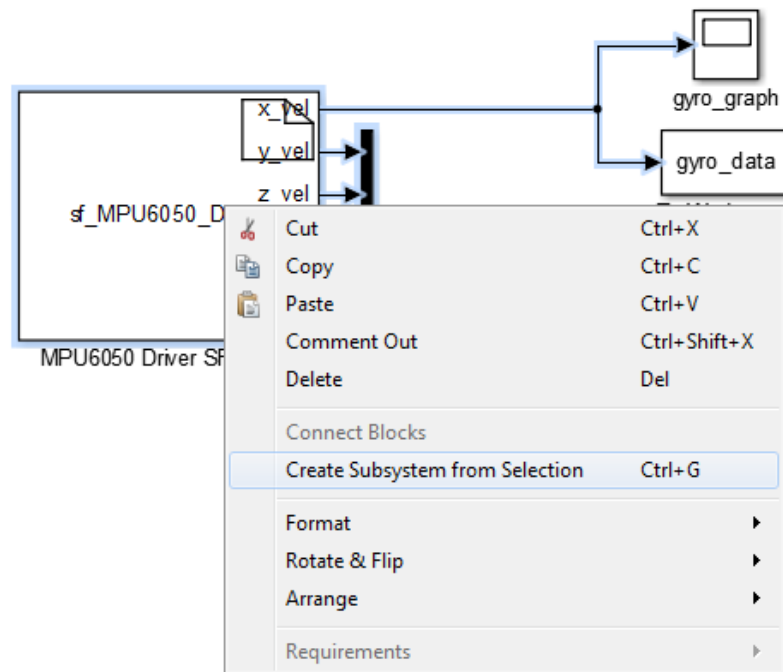 gyro_graph
x_vel
y_vel
z_vel
gyro_data
sf_MPU6050_D
MPU6050 Driver SF
Cut Ctrl+X
Copy Ctrl+C
Paste Ctrl+V
Comment Out Ctrl+Shift+X
Delete Del
Connect Blocks
Create Subsystem from Selection Ctrl+G
Format
Rotate & Flip
Arrange
Requirements